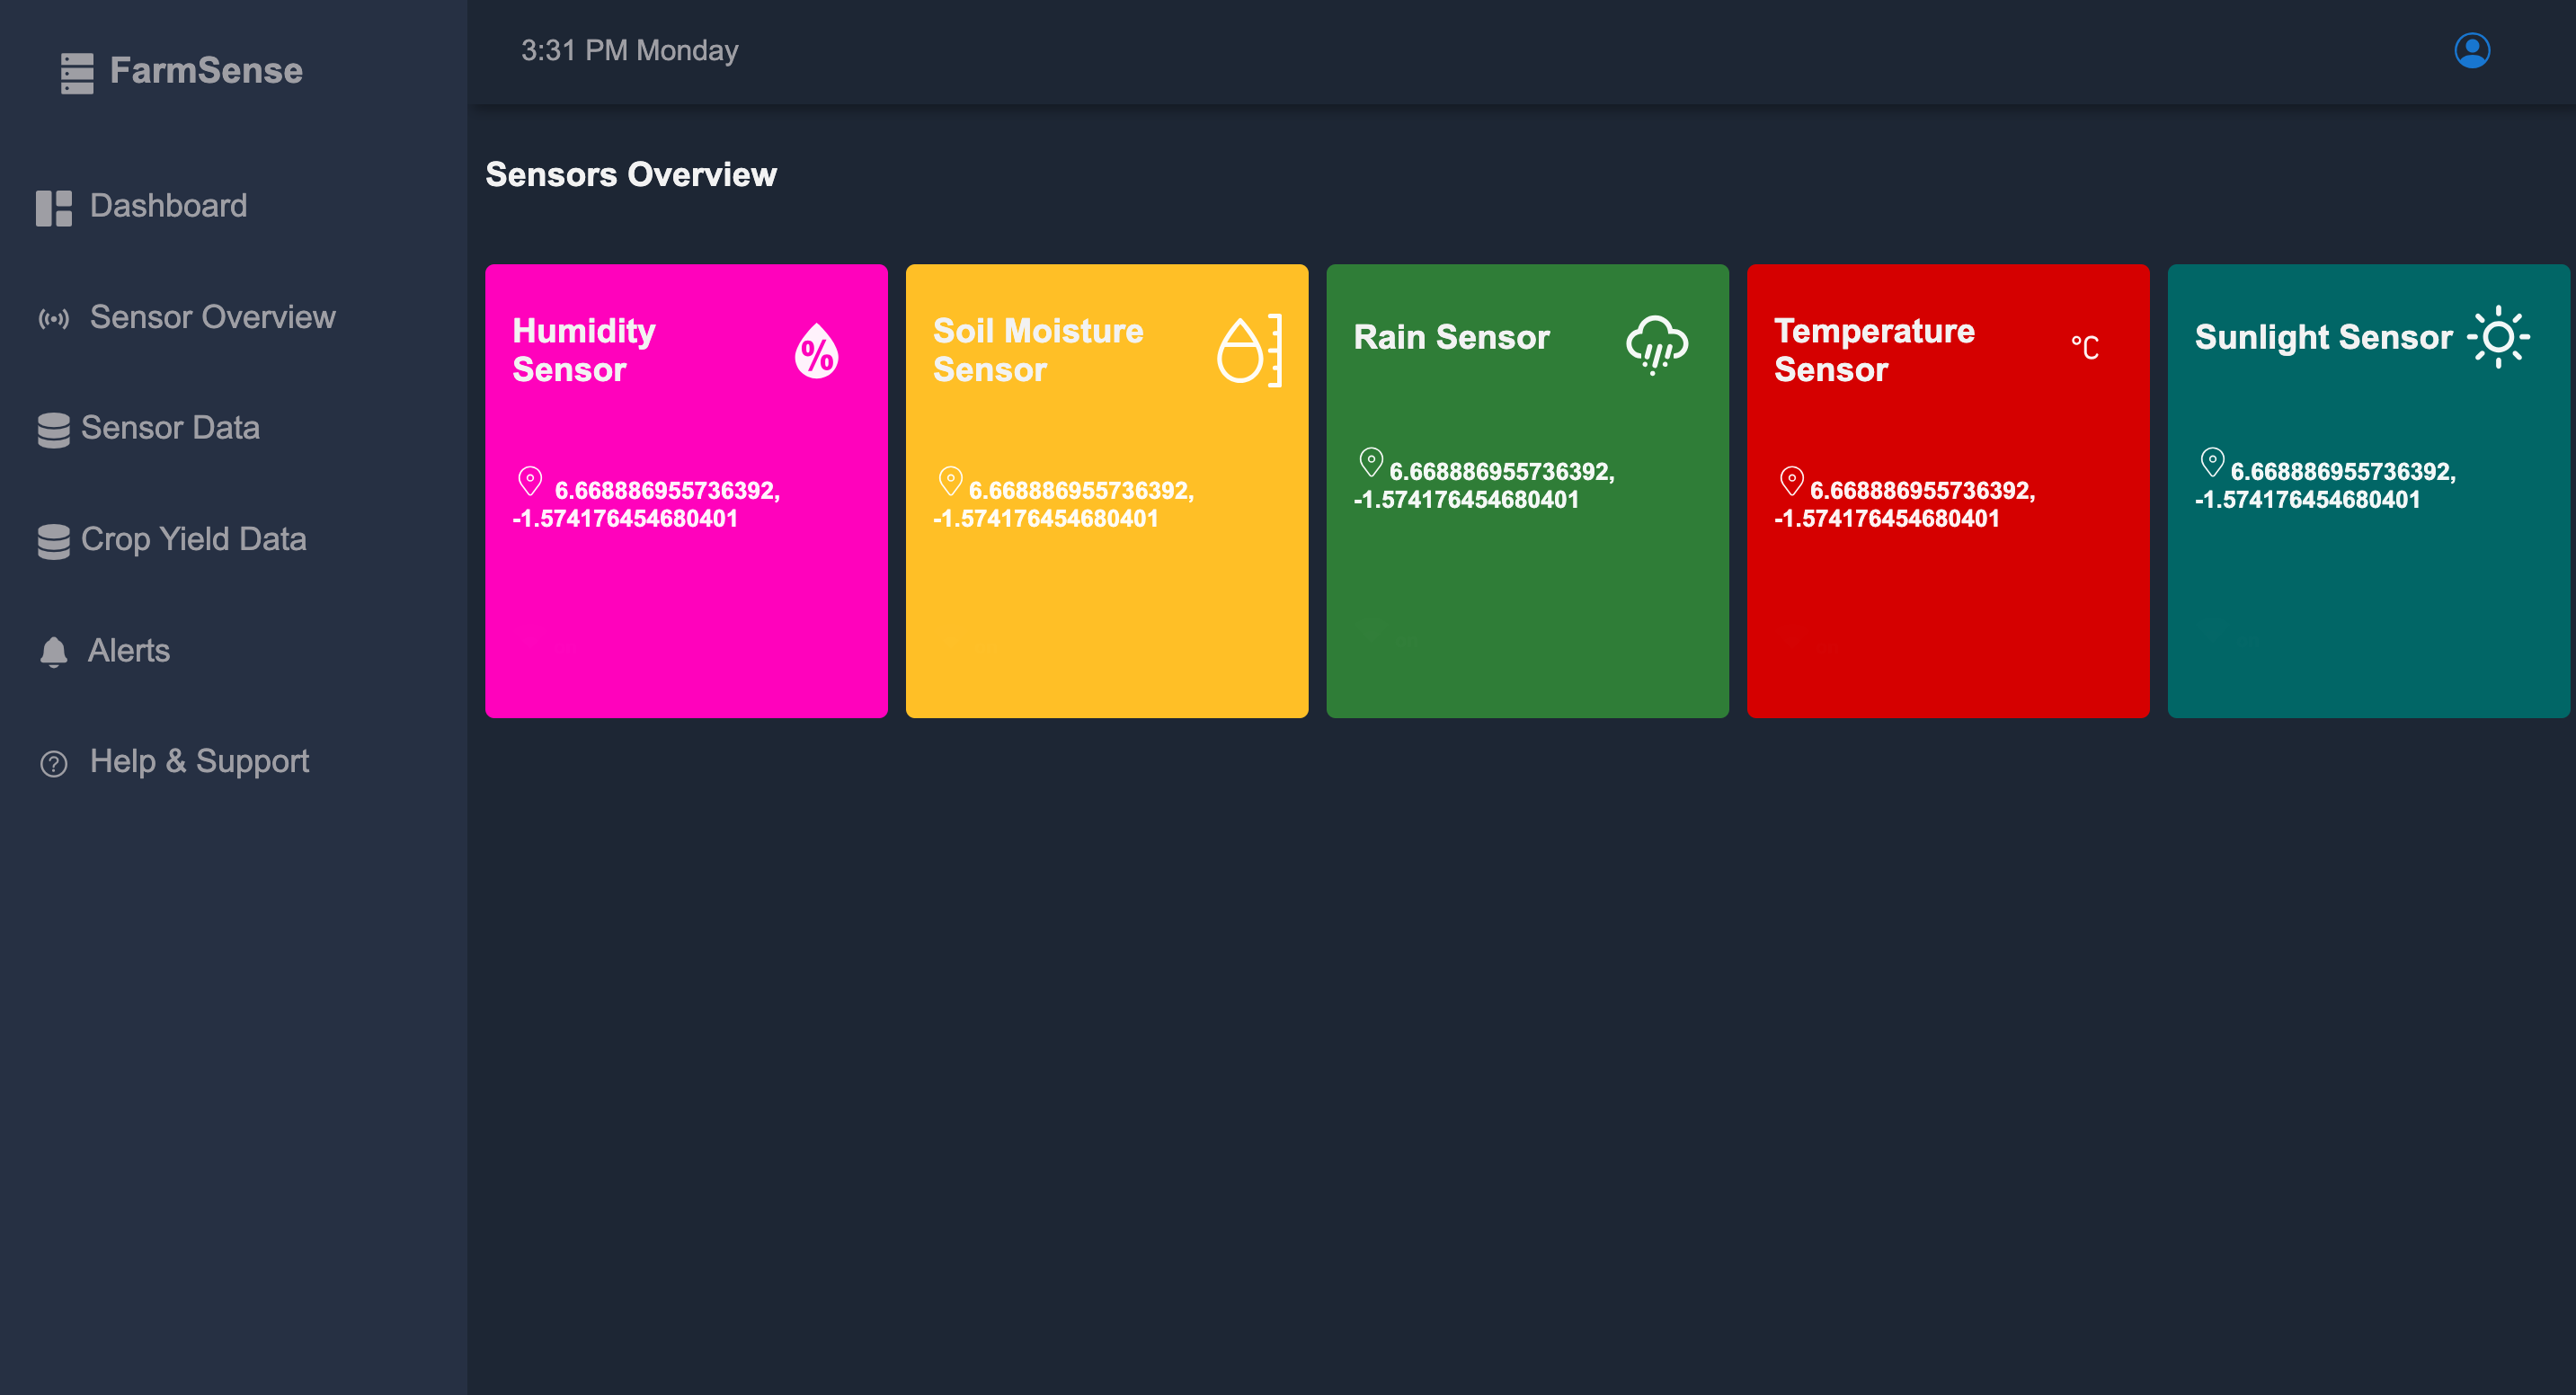 FarmSense
Dashboard
Sensor Overview
Sensor Data
Crop Yield Data
Alerts
Help & Support
3:31 PM Monday
Sensors Overview
Humidity
Sensor
%
6.668886955736392,
-1.574176454680401
Soil Moisture
Sensor
6.668886955736392,
-1.574176454680401
Rain Sensor
6.668886955736392,
-1.574176454680401
Temperature
Sensor
°C
6.668886955736392,
-1.574176454680401
Sunlight Sensor
6.668886955736392,
-1.574176454680401